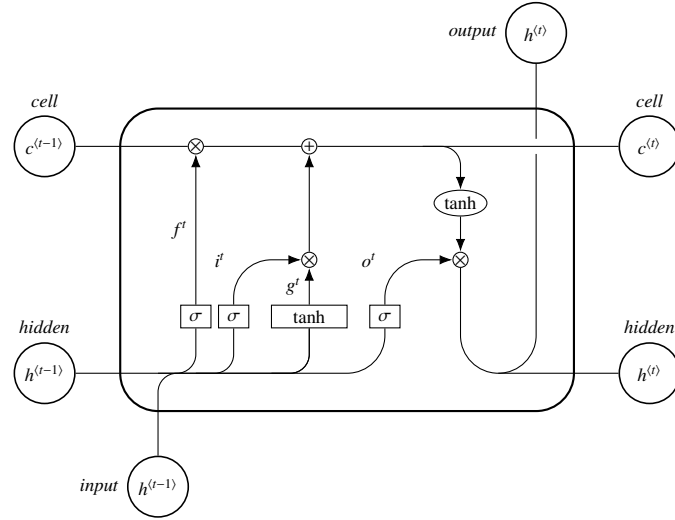 output
h⟨t⟩
cell
c⟨t−1⟩
cell
c⟨t⟩
tanh
f^t
i^t
o^t
g^t
σ
σ
tanh
σ
hidden
h⟨t−1⟩
hidden
h⟨t⟩
input
h⟨t−1⟩